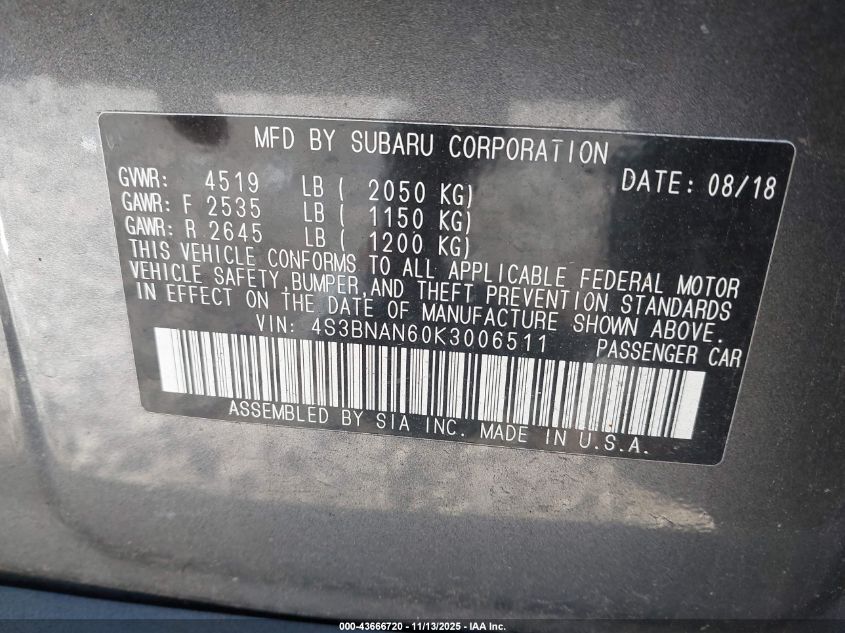 MFD BY SUBARU CORPORATION
GVWR: 4519 LB ( 2050 KG) DATE: 08/18
GAWR: F 2535 LB ( 1150 KG)
GAWR: R 2645 LB ( 1200 KG)
THIS VEHICLE CONFORMS TO ALL APPLICABLE FEDERAL MOTOR
VEHICLE SAFETY,BUMPER,AND THEFT PREVENTION STANDARDS
IN EFFECT ON THE DATE OF MANUFACTURE SHOWN ABOVE.
VIN: 4S3BNAN60K3006511 PASSENGER CAR
ASSEMBLED BY SIA INC. MADE IN U.S.A.
000-43666720 - 11/13/2025 - IAA Inc.